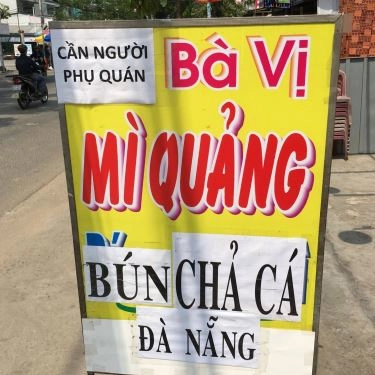 CẦN NGƯỜI
PHỤ QUÁN
Bà Vị
MÌ QUẢNG
BÚN CHẢ CÁ
ĐÀ NẴNG